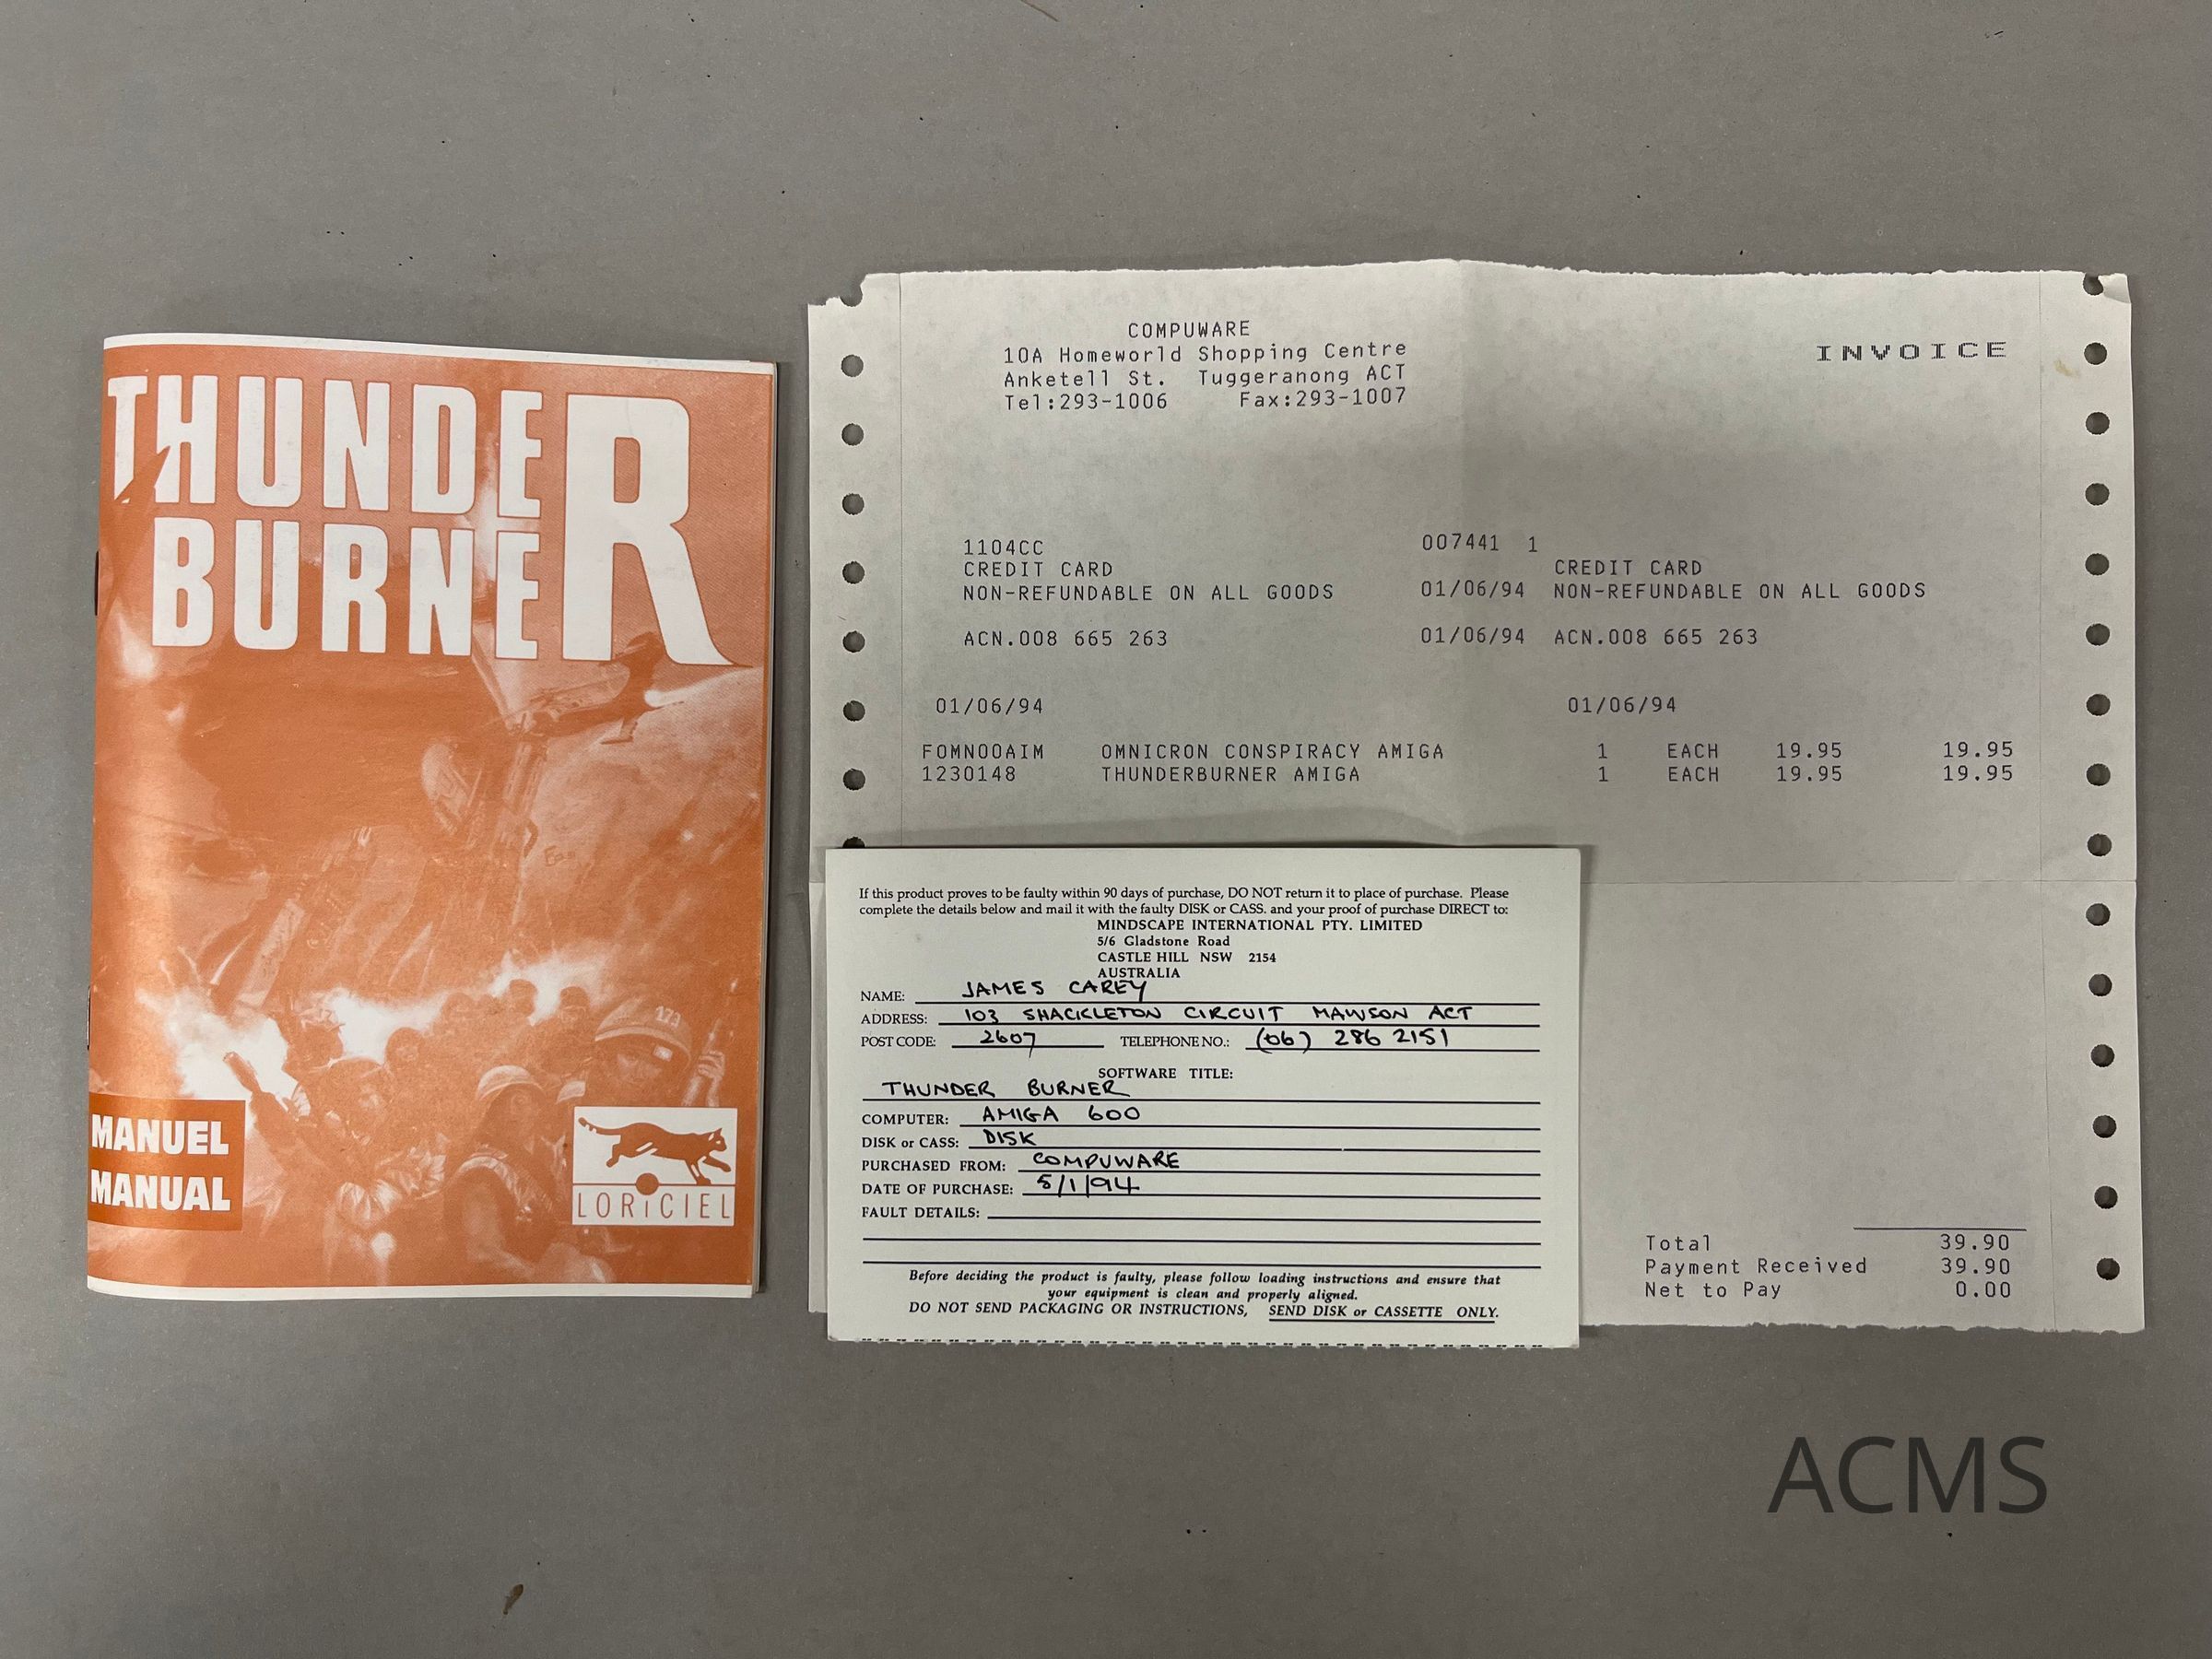 THUNDER
BURNER
173
MANUEL
MANUAL
LORiCIEL
COMPUWARE
10A Homeworld Shopping Centre
Anketell St. Tuggeranong ACT
Tel:293-1006 Fax:293-1007
INVOICE
1104CC 007441 1
CREDIT CARD CREDIT CARD
NON-REFUNDABLE ON ALL GOODS 01/06/94 NON-REFUNDABLE ON ALL GOODS
ACN.008 665 263 01/06/94 ACN.008 665 263
01/06/94 01/06/94
FOMN00AIM OMNICRON CONSPIRACY AMIGA 1 EACH 19.95 19.95
1230148 THUNDERBURNER AMIGA 1 EACH 19.95 19.95
Total 39.90
Payment Received 39.90
Net to Pay 0.00
If this product proves to be faulty within 90 days of purchase, DO NOT return it to place of purchase. Please
complete the details below and mail it with the faulty DISK or CASS. and your proof of purchase DIRECT to:
MINDSCAPE INTERNATIONAL PTY. LIMITED
5/6 Gladstone Road
CASTLE HILL NSW 2154
AUSTRALIA
NAME: JAMES CAREY
ADDRESS: 103 SHACKLETON CIRCUIT MAWSON ACT
POST CODE: 2607 TELEPHONE NO.: (06) 286 2151
SOFTWARE TITLE:
THUNDER BURNER
COMPUTER: AMIGA 600
DISK or CASS: DISK
PURCHASED FROM: COMPUWARE
DATE OF PURCHASE: 5/1/94
FAULT DETAILS:
Before deciding the product is faulty, please follow loading instructions and ensure that
your equipment is clean and properly aligned.
DO NOT SEND PACKAGING OR INSTRUCTIONS, SEND DISK or CASSETTE ONLY.
ACMS